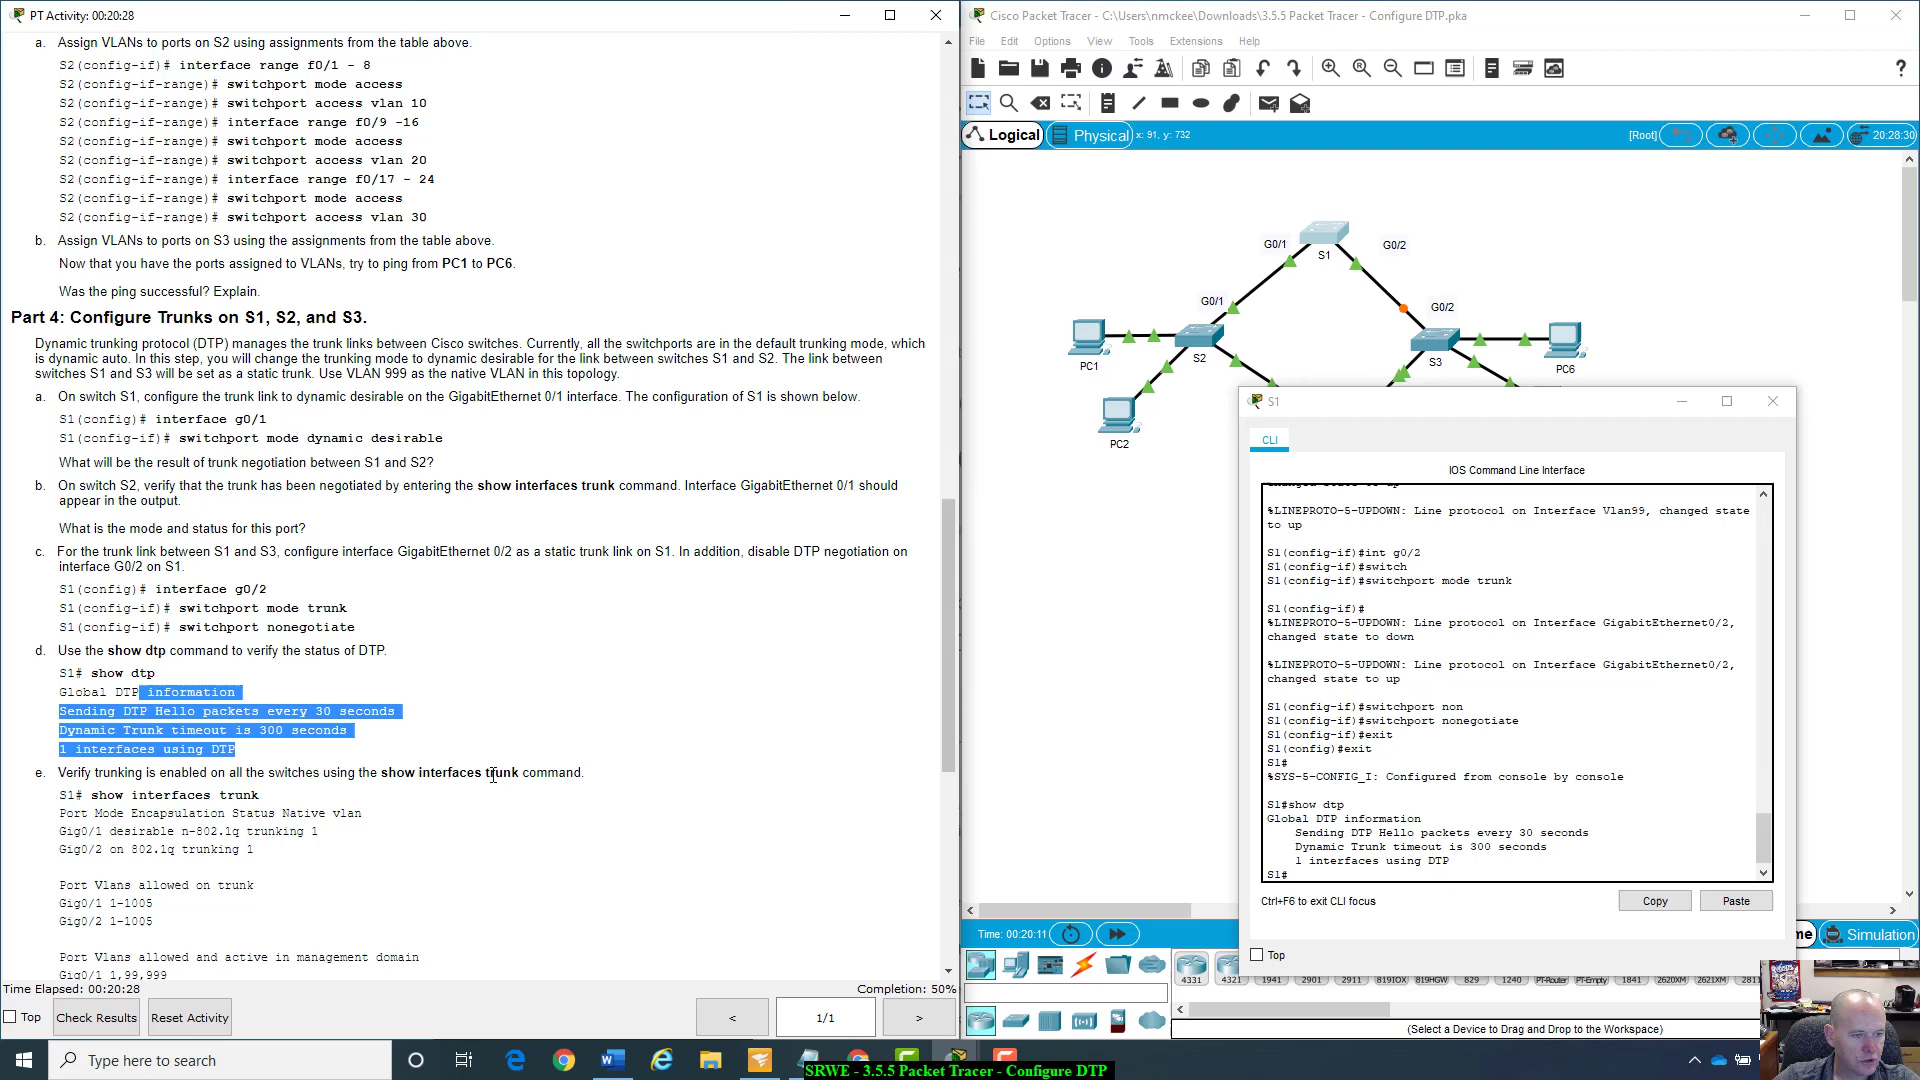 PT Activity: 00:20:28
a. Assign VLANs to ports on S2 using assignments from the table above.
S2(config-if)# interface range f0/1 - 8
S2(config-if-range)# switchport mode access
S2(config-if-range)# switchport access vlan 10
S2(config-if-range)# interface range f0/9 -16
S2(config-if-range)# switchport mode access
S2(config-if-range)# switchport access vlan 20
S2(config-if-range)# interface range f0/17 - 24
S2(config-if-range)# switchport mode access
S2(config-if-range)# switchport access vlan 30
b. Assign VLANs to ports on S3 using the assignments from the table above.
Now that you have the ports assigned to VLANs, try to ping from PC1 to PC6.
Was the ping successful? Explain.
Part 4: Configure Trunks on S1, S2, and S3.
Dynamic trunking protocol (DTP) manages the trunk links between Cisco switches. Currently, all the switchports are in the default trunking mode, which
is dynamic auto. In this step, you will change the trunking mode to dynamic desirable for the link between switches S1 and S2. The link between
switches S1 and S3 will be set as a static trunk. Use VLAN 999 as the native VLAN in this topology.
a. On switch S1, configure the trunk link to dynamic desirable on the GigabitEthernet 0/1 interface. The configuration of S1 is shown below.
S1(config)# interface g0/1
S1(config-if)# switchport mode dynamic desirable
What will be the result of trunk negotiation between S1 and S2?
b. On switch S2, verify that the trunk has been negotiated by entering the show interfaces trunk command. Interface GigabitEthernet 0/1 should
appear in the output.
What is the mode and status for this port?
c. For the trunk link between S1 and S3, configure interface GigabitEthernet 0/2 as a static trunk link on S1. In addition, disable DTP negotiation on
interface G0/2 on S1.
S1(config)# interface g0/2
S1(config-if)# switchport mode trunk
S1(config-if)# switchport nonegotiate
d. Use the show dtp command to verify the status of DTP.
S1# show dtp
Global DTP information
Sending DTP Hello packets every 30 seconds
Dynamic Trunk timeout is 300 seconds
1 interfaces using DTP
e. Verify trunking is enabled on all the switches using the show interfaces trunk command.
S1# show interfaces trunk
Port Mode Encapsulation Status Native vlan
Gig0/1 desirable n-802.1q trunking 1
Gig0/2 on 802.1q trunking 1
Port Vlans allowed on trunk
Gig0/1 1-1005
Gig0/2 1-1005
Port Vlans allowed and active in management domain
Gig0/1 1,99,999
Time Elapsed: 00:20:28
Completion: 50%
Top
Check Results
Reset Activity
<
1/1
>
Cisco Packet Tracer - C:\Users\nmckee\Downloads\3.5.5 Packet Tracer - Configure DTP.pka
File Edit Options View Tools Extensions Help
?
Logical
Physical
x: 91, y: 732
[Root]
20:28:30
G0/1
G0/2
S1
G0/1
G0/2
PC1
S2
S3
PC6
PC2
S1
CLI
IOS Command Line Interface
changed state to up
%LINEPROTO-5-UPDOWN: Line protocol on Interface Vlan99, changed state
to up
S1(config-if)#int g0/2
S1(config-if)#switch
S1(config-if)#switchport mode trunk
S1(config-if)#
%LINEPROTO-5-UPDOWN: Line protocol on Interface GigabitEthernet0/2,
changed state to down
%LINEPROTO-5-UPDOWN: Line protocol on Interface GigabitEthernet0/2,
changed state to up
S1(config-if)#switchport non
S1(config-if)#switchport nonegotiate
S1(config-if)#exit
S1(config)#exit
S1#
%SYS-5-CONFIG_I: Configured from console by console
S1#show dtp
Global DTP information
Sending DTP Hello packets every 30 seconds
Dynamic Trunk timeout is 300 seconds
1 interfaces using DTP
S1#
Ctrl+F6 to exit CLI focus
Copy
Paste
Top
Time: 00:20:11
me
Simulation
4331 4321 1941 2901 2911 819IOX 819HGW 829 1240 PT-Router PT-Empty 1841 2620XM 2621XM 2811
(Select a Device to Drag and Drop to the Workspace)
Type here to search
SRWE - 3.5.5 Packet Tracer - Configure DTP